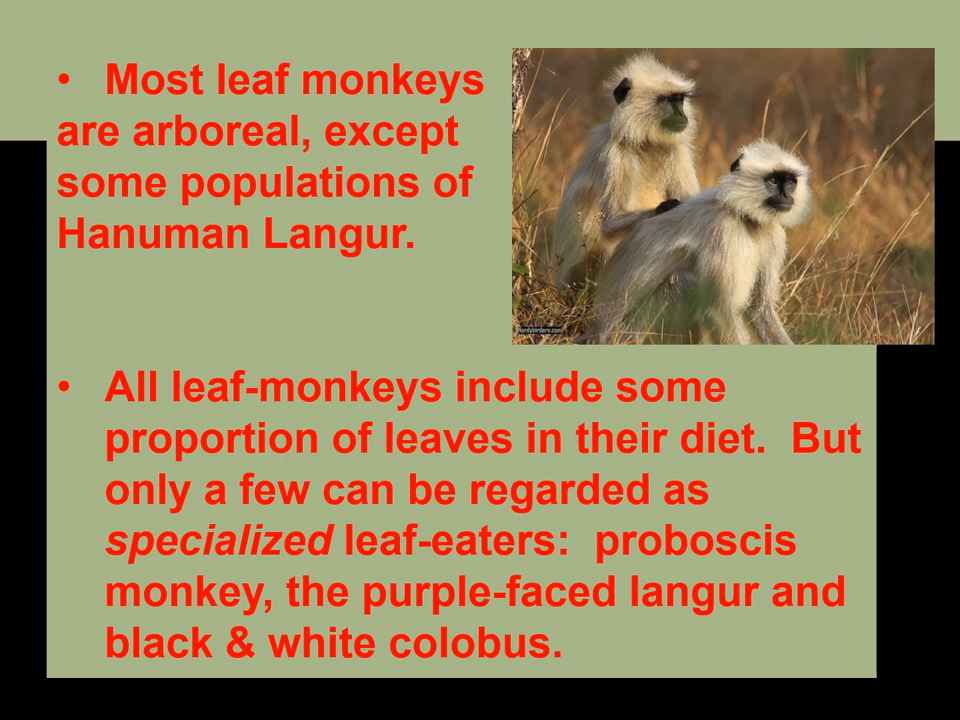 • Most leaf monkeys
are arboreal, except
some populations of
Hanuman Langur.
Nerdybirders.com
• All leaf-monkeys include some
proportion of leaves in their diet. But
only a few can be regarded as
specialized leaf-eaters: proboscis
monkey, the purple-faced langur and
black & white colobus.